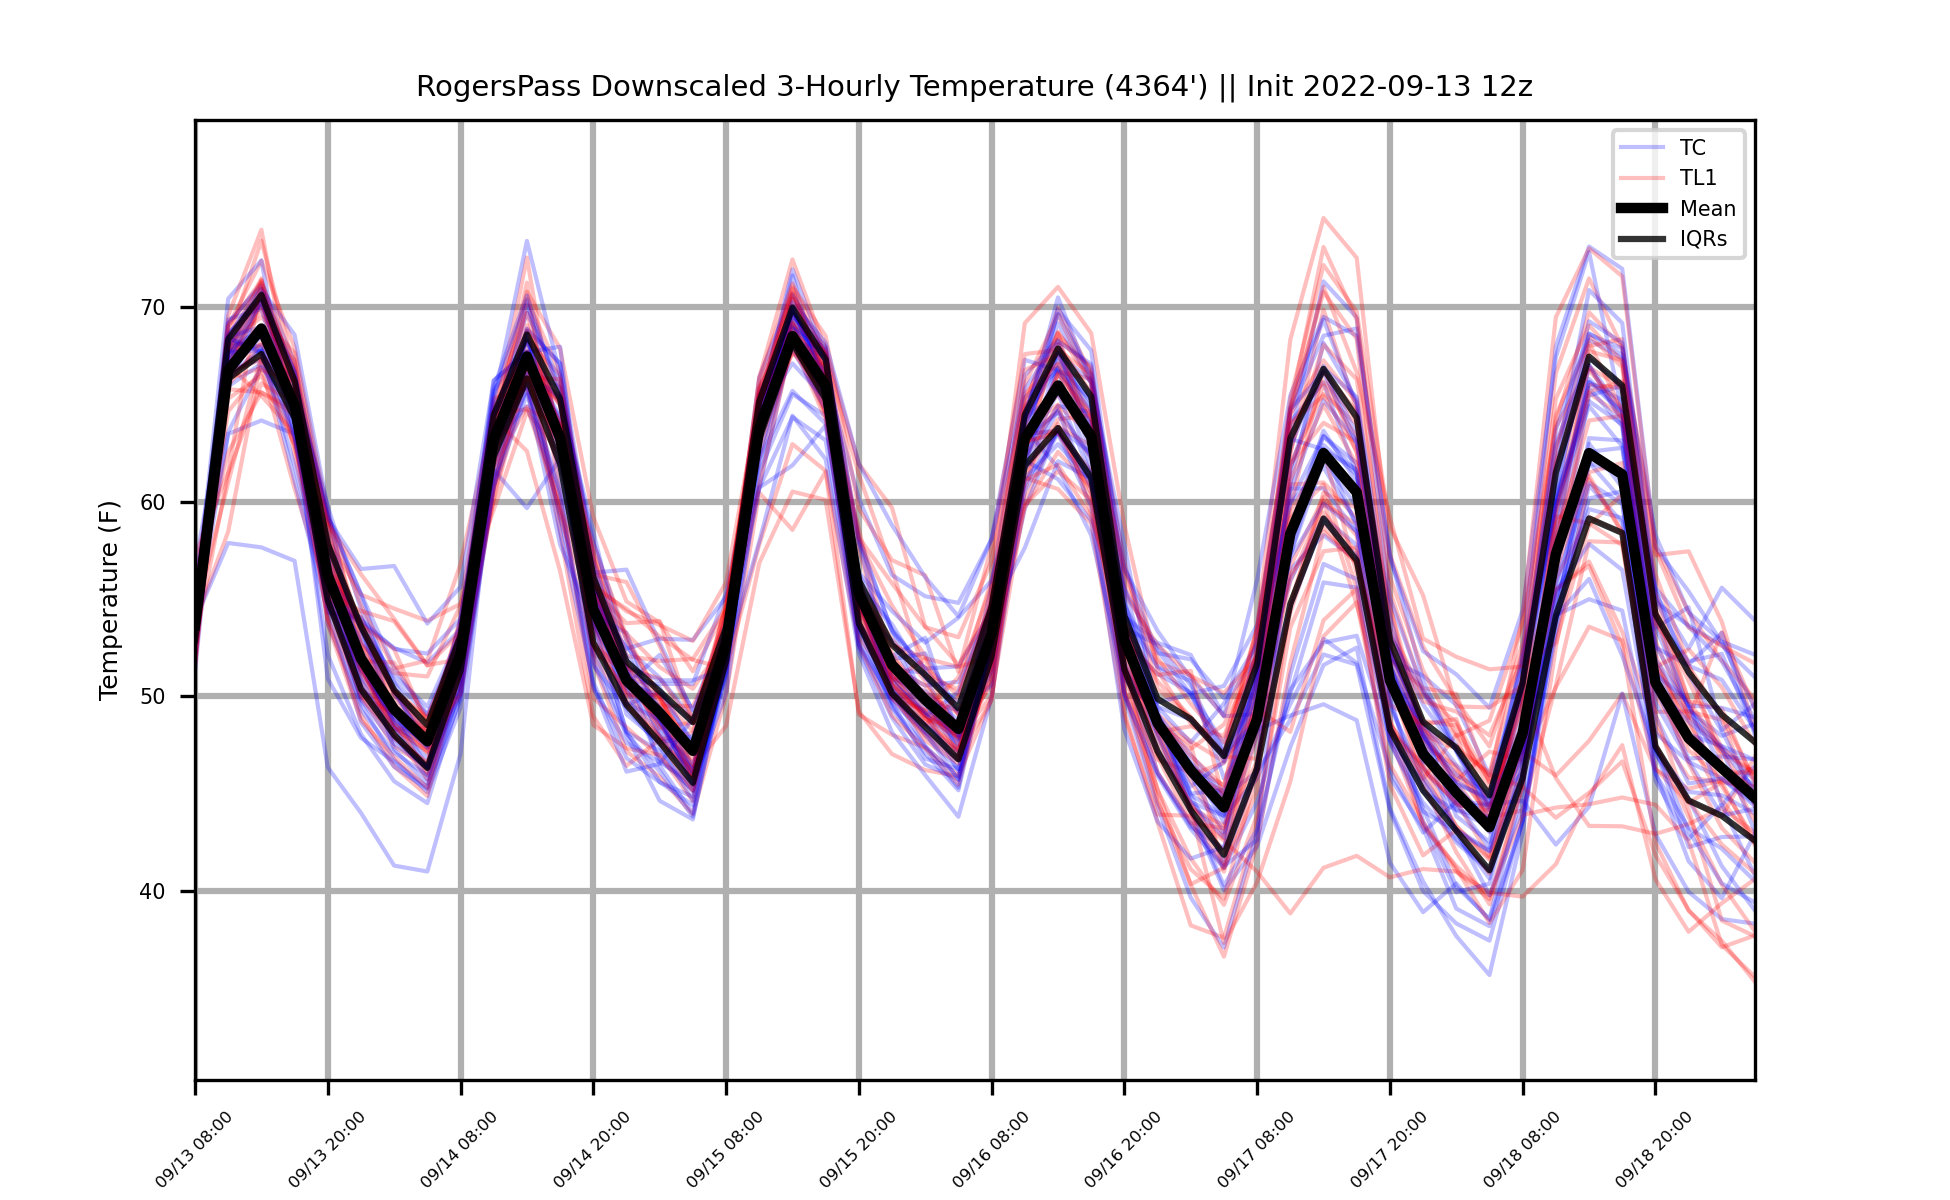 RogersPass Downscaled 3-Hourly Temperature (4364') || Init 2022-09-13 12z
TC
TL1
Mean
IQRs
Temperature (F)
70
60
50
40
09/13 08:00
09/13 20:00
09/14 08:00
09/14 20:00
09/15 08:00
09/15 20:00
09/16 08:00
09/16 20:00
09/17 08:00
09/17 20:00
09/18 08:00
09/18 20:00